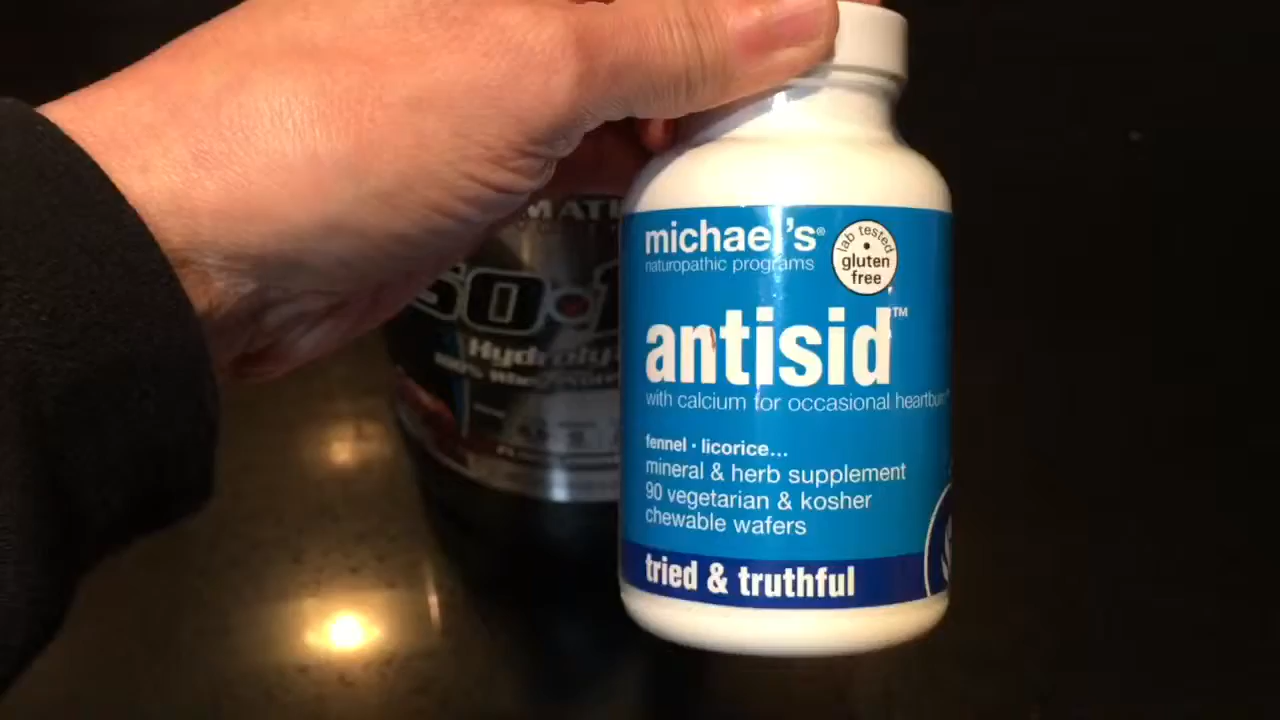 michael's®
naturopathic programs
lab tested
gluten
free
antisid™
with calcium for occasional heartburn
fennel · licorice...
mineral & herb supplement
90 vegetarian & kosher
chewable wafers
tried & truthful